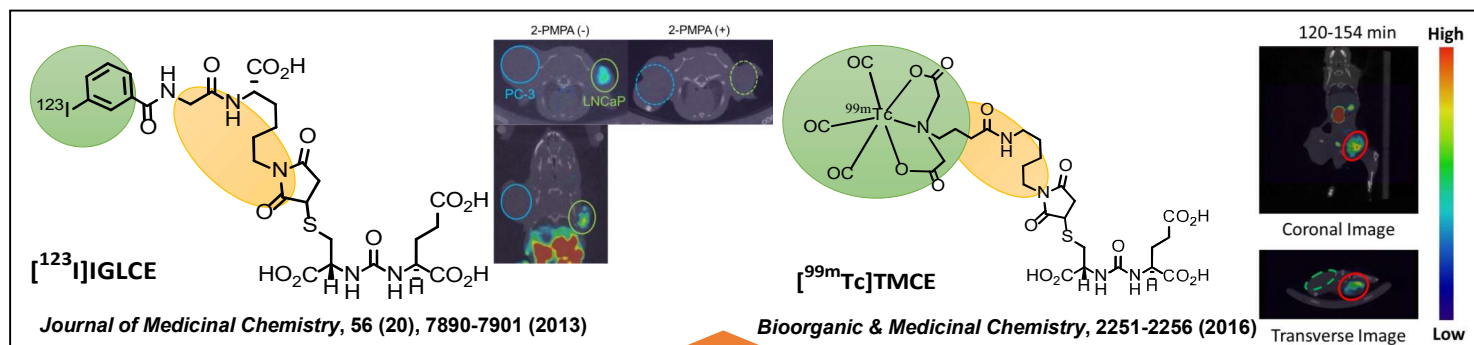 2-PMPA (-)
2-PMPA (+)
PC-3
LNCaP
¹²³I
H
N
O
O
N
H
CO₂H
O
N
O
S
CO₂H
O
HO₂C
H
N
H
N
H
H
CO₂H
[¹²³I]IGLCE
Journal of Medicinal Chemistry, 56 (20), 7890-7901 (2013)
OC
O
O
99mTc
OC
N
O
N
H
OC
O
O
N
O
O
S
CO₂H
O
HO₂C
H
N
H
N
H
H
CO₂H
[⁹⁹ᵐTc]TMCE
Bioorganic & Medicinal Chemistry, 2251-2256 (2016)
120-154 min
Coronal Image
Transverse Image
High
Low